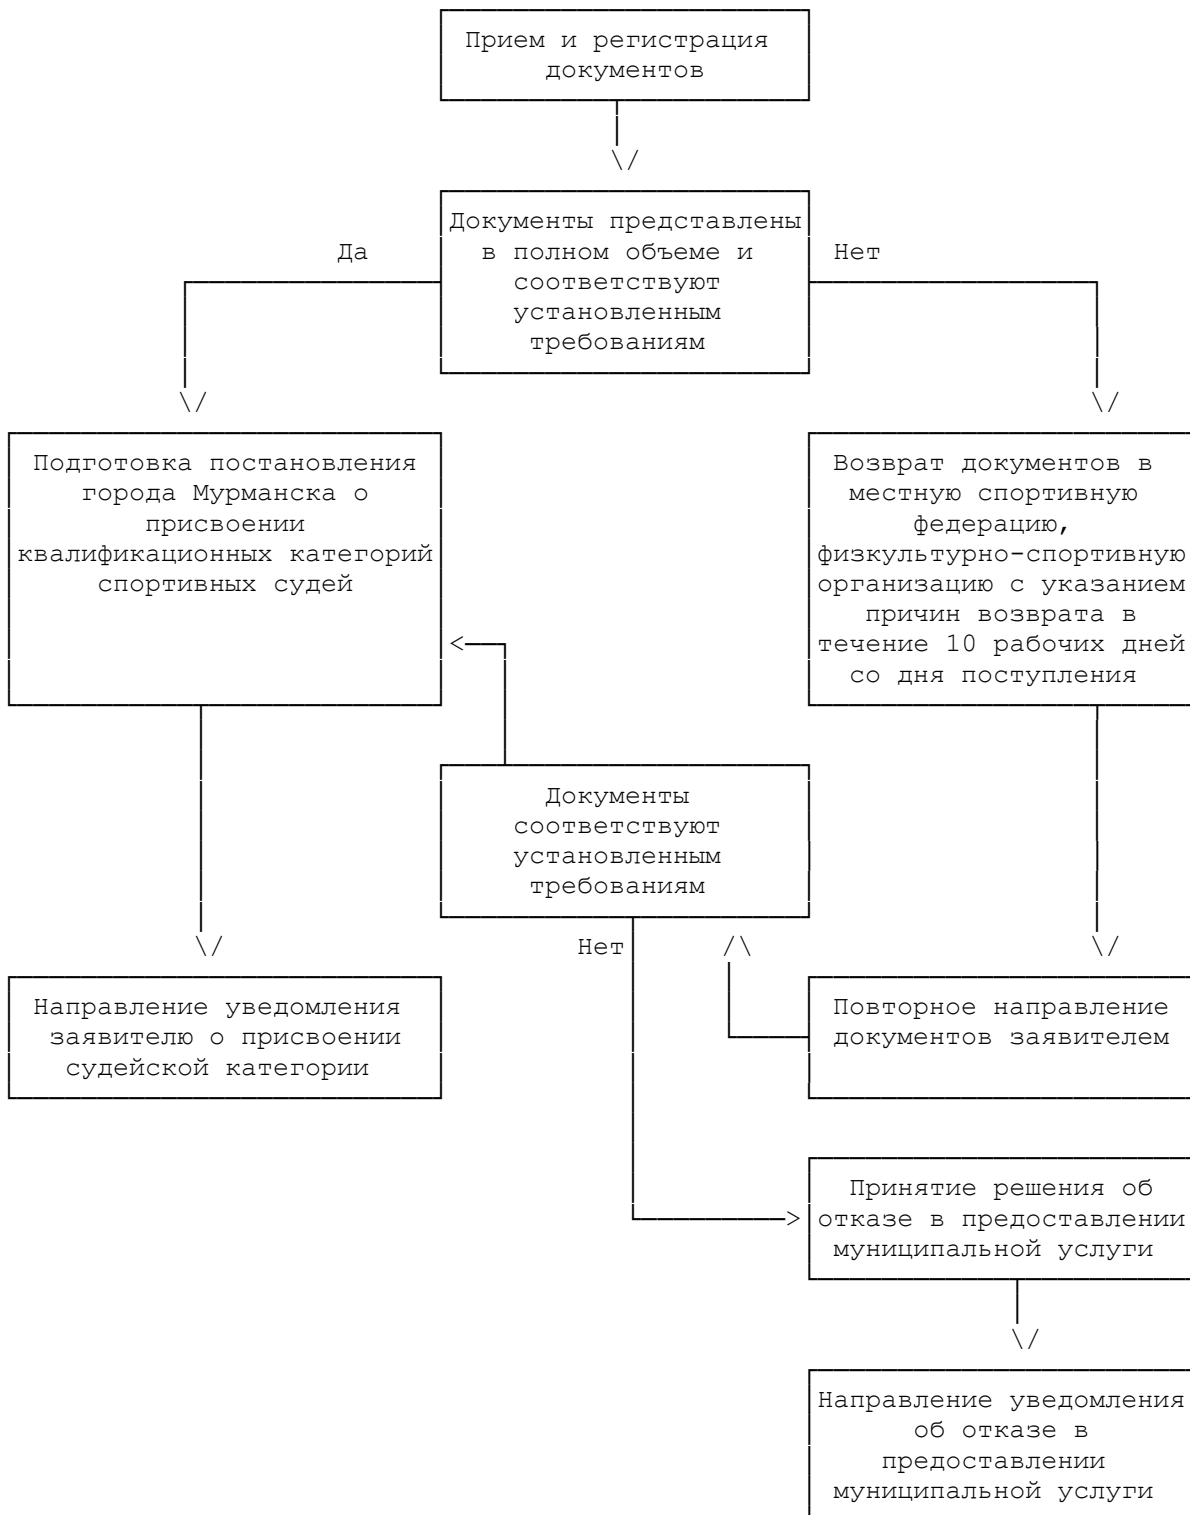 Прием и регистрация
документов
\/
Документы представлены
в полном объеме и
соответствуют
установленным
требованиям
Да
Нет
\/
\/
Подготовка постановления
города Мурманска о
присвоении
квалификационных категорий
спортивных судей
Возврат документов в
местную спортивную
федерацию,
физкультурно-спортивную
организацию с указанием
причин возврата в
течение 10 рабочих дней
со дня поступления
<
Документы
соответствуют
установленным
требованиям
\/
Нет
/\
\/
Направление уведомления
заявителю о присвоении
судейской категории
Повторное направление
документов заявителем
>
Принятие решения об
отказе в предоставлении
муниципальной услуги
\/
Направление уведомления
об отказе в
предоставлении
муниципальной услуги